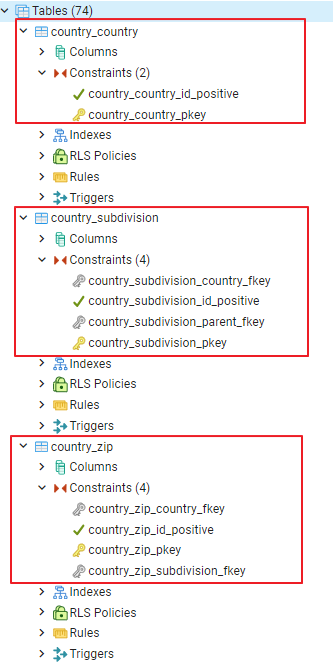 Tables (74)
country_country
Columns
Constraints (2)
country_country_id_positive
country_country_pkey
Indexes
RLS Policies
Rules
Triggers
country_subdivision
Columns
Constraints (4)
country_subdivision_country_fkey
country_subdivision_id_positive
country_subdivision_parent_fkey
country_subdivision_pkey
Indexes
RLS Policies
Rules
Triggers
country_zip
Columns
Constraints (4)
country_zip_country_fkey
country_zip_id_positive
country_zip_pkey
country_zip_subdivision_fkey
Indexes
RLS Policies
Rules
Triggers